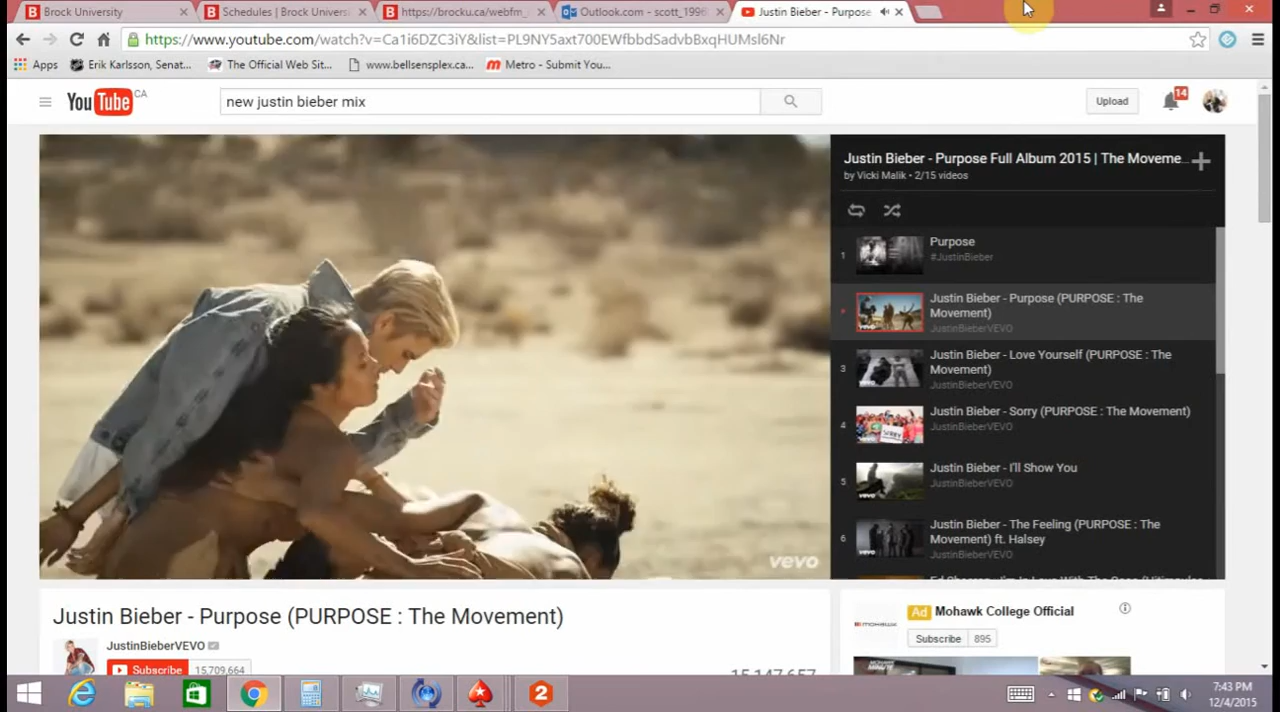 Brock University
Schedules | Brock Univers
https://brocku.ca/webfm_
Outlook.com - scott_1996
Justin Bieber - Purpose
https://www.youtube.com/watch?v=Ca1i6DZC3iY&list=PL9NY5axt700EWfbbdSadvbBxqHUMsl6Nr
Apps
Erik Karlsson, Senat...
The Official Web Sit...
www.bellsensplex.ca...
Metro - Submit You...
YouTube CA
new justin bieber mix
Upload
14
Justin Bieber - Purpose Full Album 2015 | The Moveme...
by Vicki Malik • 2/15 videos
1
Purpose
#JustinBieber
Justin Bieber - Purpose (PURPOSE : The
Movement)
JustinBieberVEVO
3
Justin Bieber - Love Yourself (PURPOSE : The
Movement)
JustinBieberVEVO
4
Justin Bieber - Sorry (PURPOSE : The Movement)
JustinBieberVEVO
5
Justin Bieber - I'll Show You
JustinBieberVEVO
6
Justin Bieber - The Feeling (PURPOSE : The
Movement) ft. Halsey
JustinBieberVEVO
vevo
Justin Bieber - Purpose (PURPOSE : The Movement)
JustinBieberVEVO
Subscribe
15,709,664
15,147,657
Ad
Mohawk College Official
Subscribe
895
7:43 PM
12/4/2015